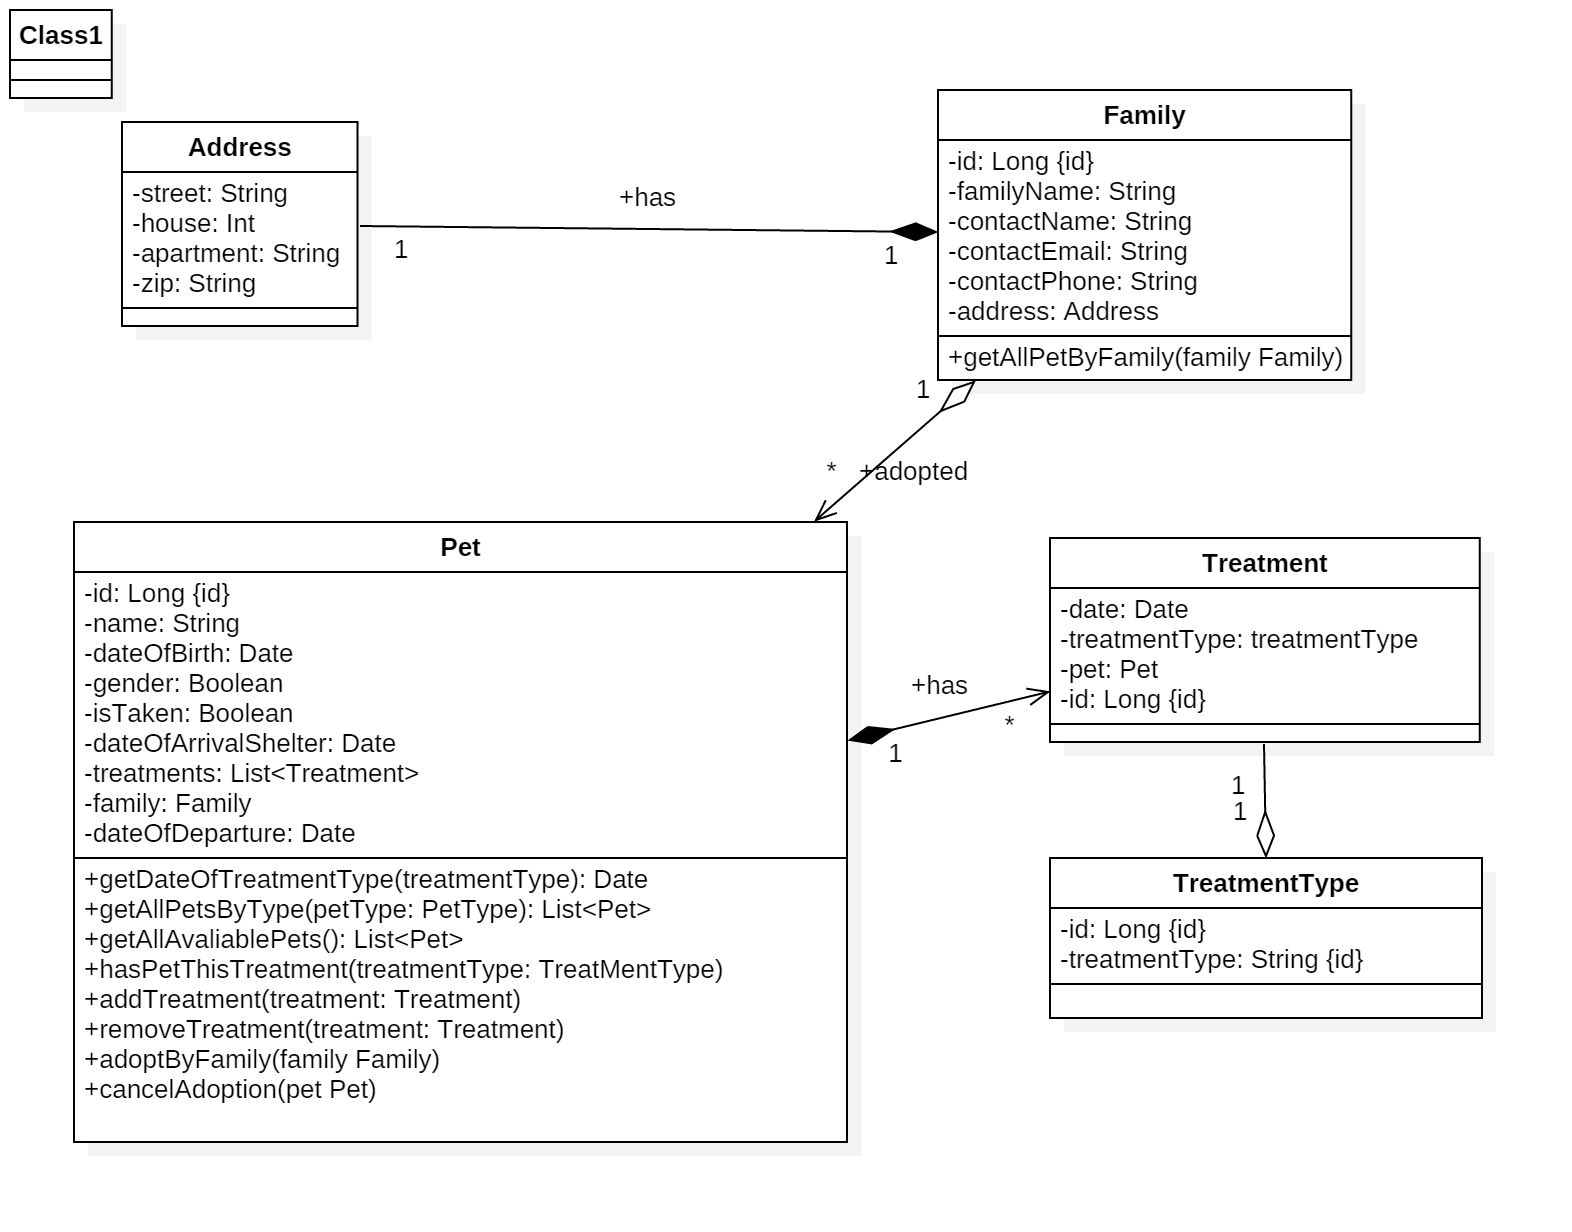 Class1
Address
-street: String
-house: Int
-apartment: String
-zip: String
+has
1
1
Family
-id: Long {id}
-familyName: String
-contactName: String
-contactEmail: String
-contactPhone: String
-address: Address
+getAllPetByFamily(family Family)
1
* +adopted
Pet
-id: Long {id}
-name: String
-dateOfBirth: Date
-gender: Boolean
-isTaken: Boolean
-dateOfArrivalShelter: Date
-treatments: List<Treatment>
-family: Family
-dateOfDeparture: Date
+getDateOfTreatmentType(treatmentType): Date
+getAllPetsByType(petType: PetType): List<Pet>
+getAllAvaliablePets(): List<Pet>
+hasPetThisTreatment(treatmentType: TreatMentType)
+addTreatment(treatment: Treatment)
+removeTreatment(treatment: Treatment)
+adoptByFamily(family Family)
+cancelAdoption(pet Pet)
+has
*
1
Treatment
-date: Date
-treatmentType: treatmentType
-pet: Pet
-id: Long {id}
1
1
TreatmentType
-id: Long {id}
-treatmentType: String {id}